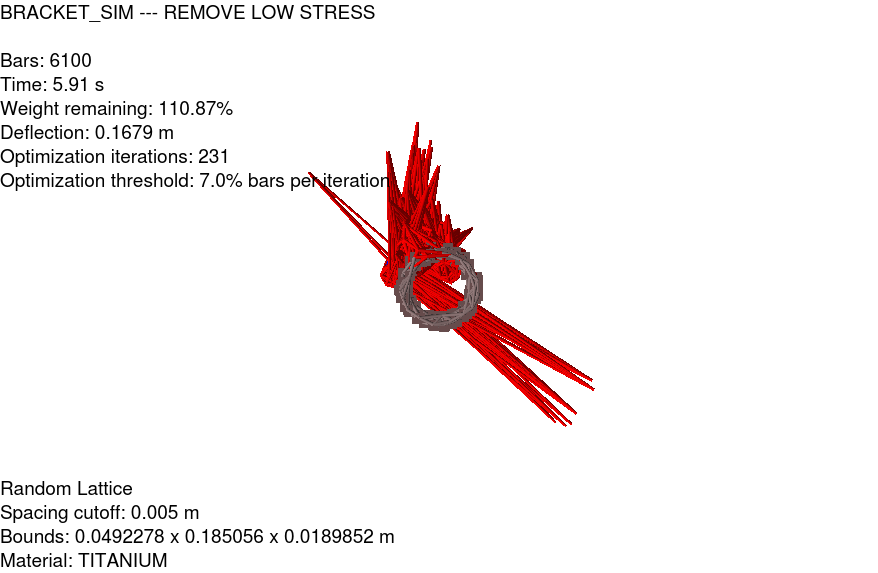 BRACKET_SIM --- REMOVE LOW STRESS
Bars: 6100
Time: 5.91 s
Weight remaining: 110.87%
Deflection: 0.1679 m
Optimization iterations: 231
Optimization threshold: 7.0% bars per iteration
Random Lattice
Spacing cutoff: 0.005 m
Bounds: 0.0492278 x 0.185056 x 0.0189852 m
Material: TITANIUM